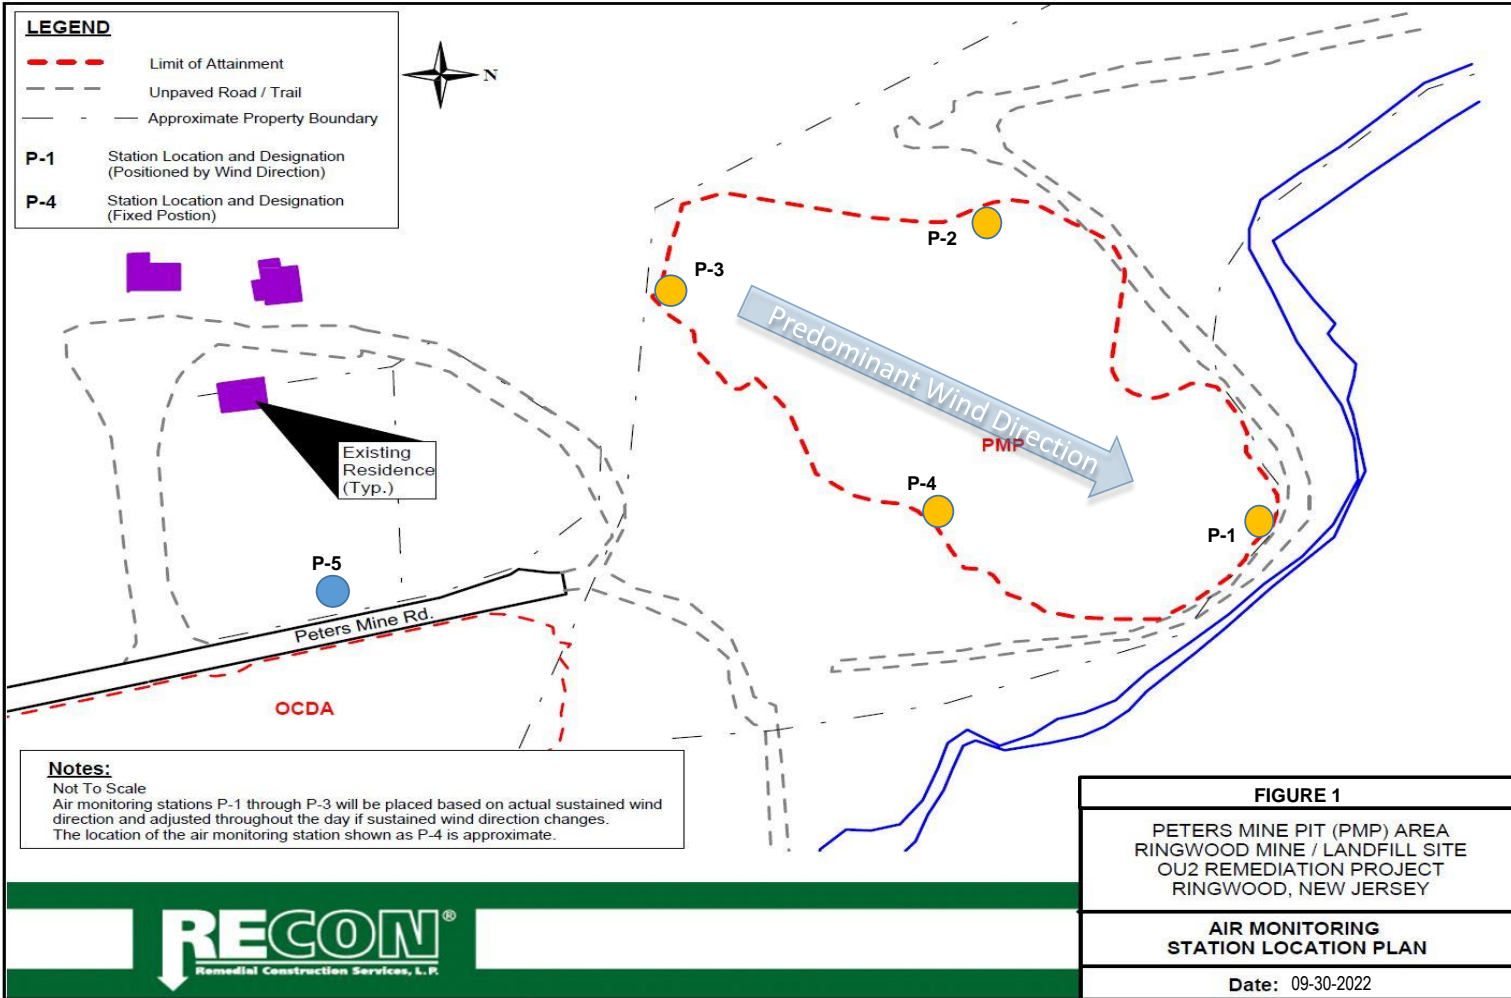 LEGEND
Limit of Attainment
Unpaved Road / Trail
Approximate Property Boundary
P-1 Station Location and Designation
(Positioned by Wind Direction)
P-4 Station Location and Designation
(Fixed Postion)
N
P-2
P-3
Predominant Wind Direction
PMP
P-4
P-1
Existing
Residence
(Typ.)
P-5
Peters Mine Rd.
OCDA
Notes:
Not To Scale
Air monitoring stations P-1 through P-3 will be placed based on actual sustained wind
direction and adjusted throughout the day if sustained wind direction changes.
The location of the air monitoring station shown as P-4 is approximate.
RECON®
Remedial Construction Services, L.P.
FIGURE 1
PETERS MINE PIT (PMP) AREA
RINGWOOD MINE / LANDFILL SITE
OU2 REMEDIATION PROJECT
RINGWOOD, NEW JERSEY
AIR MONITORING
STATION LOCATION PLAN
Date: 09-30-2022